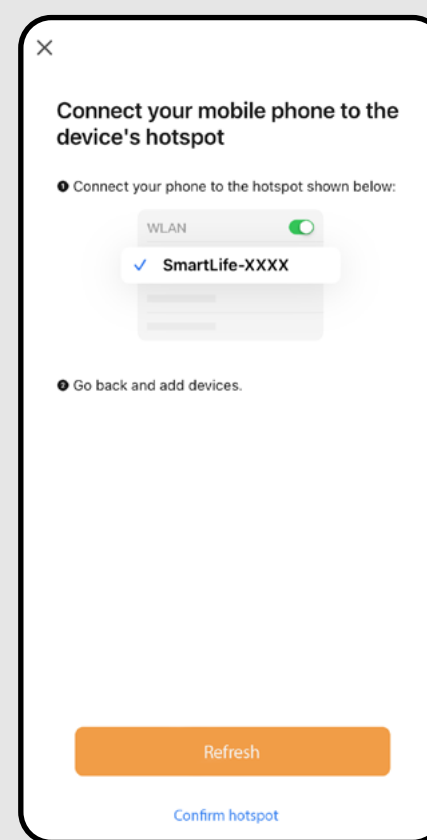 Connect your mobile phone to the
device's hotspot
❶ Connect your phone to the hotspot shown below:
WLAN
✓ SmartLife-XXXX
❷ Go back and add devices.
Refresh
Confirm hotspot